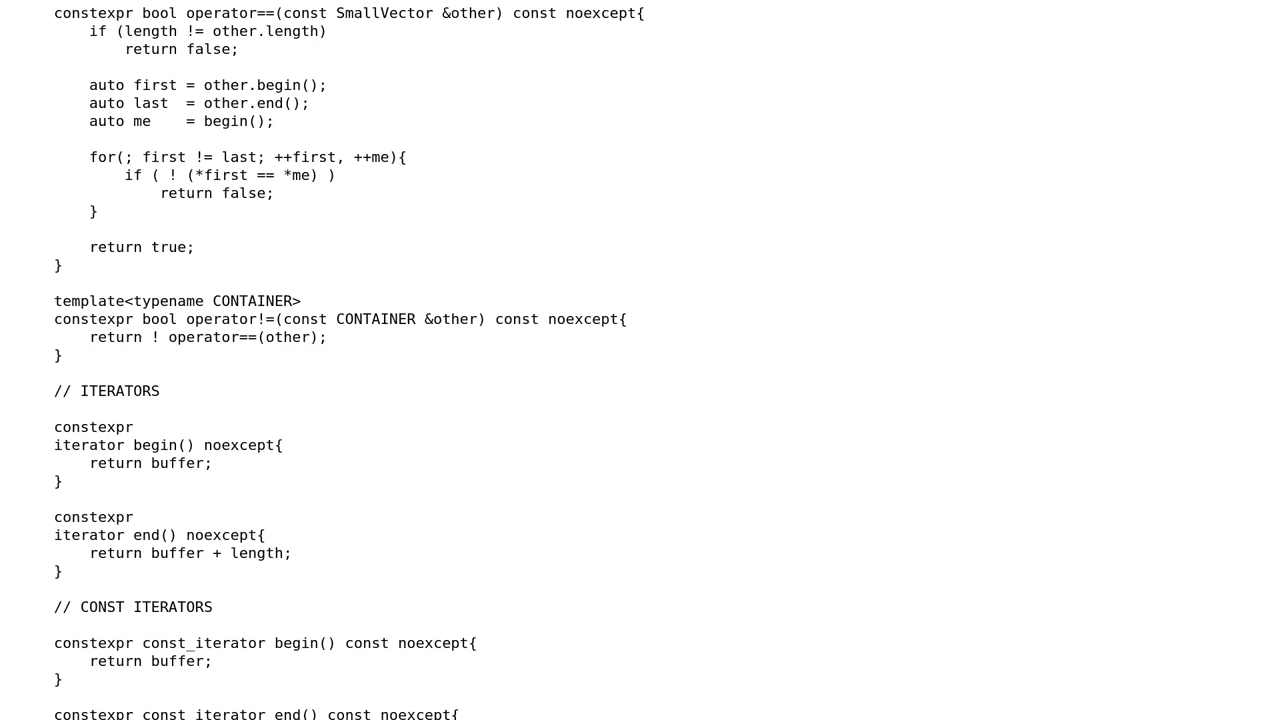 constexpr bool operator==(const SmallVector &other) const noexcept{
    if (length != other.length)
        return false;

    auto first = other.begin();
    auto last  = other.end();
    auto me    = begin();

    for(; first != last; ++first, ++me){
        if ( ! (*first == *me) )
            return false;
    }

    return true;
}

template<typename CONTAINER>
constexpr bool operator!=(const CONTAINER &other) const noexcept{
    return ! operator==(other);
}

// ITERATORS

constexpr
iterator begin() noexcept{
    return buffer;
}

constexpr
iterator end() noexcept{
    return buffer + length;
}

// CONST ITERATORS

constexpr const_iterator begin() const noexcept{
    return buffer;
}

constexpr const_iterator end() const noexcept{